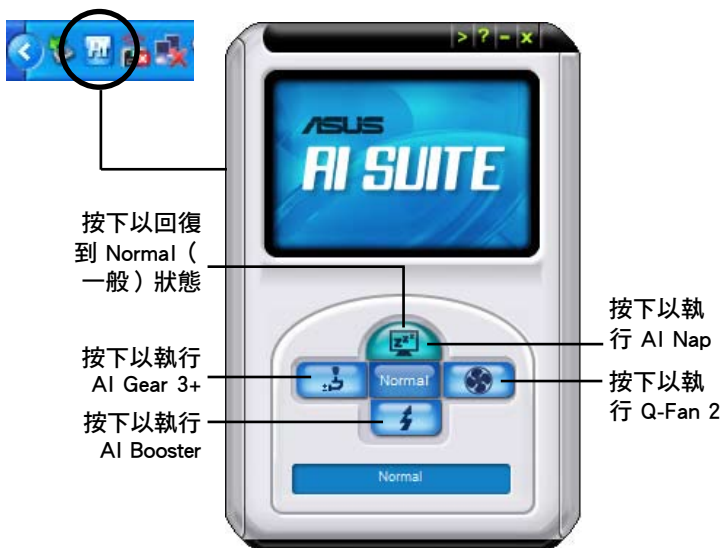 AI
> ? - x
ASUS
AI SUITE
按下以回復
到 Normal（
一般）狀態
zzz
按下以執
行 AI Nap
按下以執行
AI Gear 3+
Normal
按下以執
行 Q-Fan 2
按下以執行
AI Booster
Normal